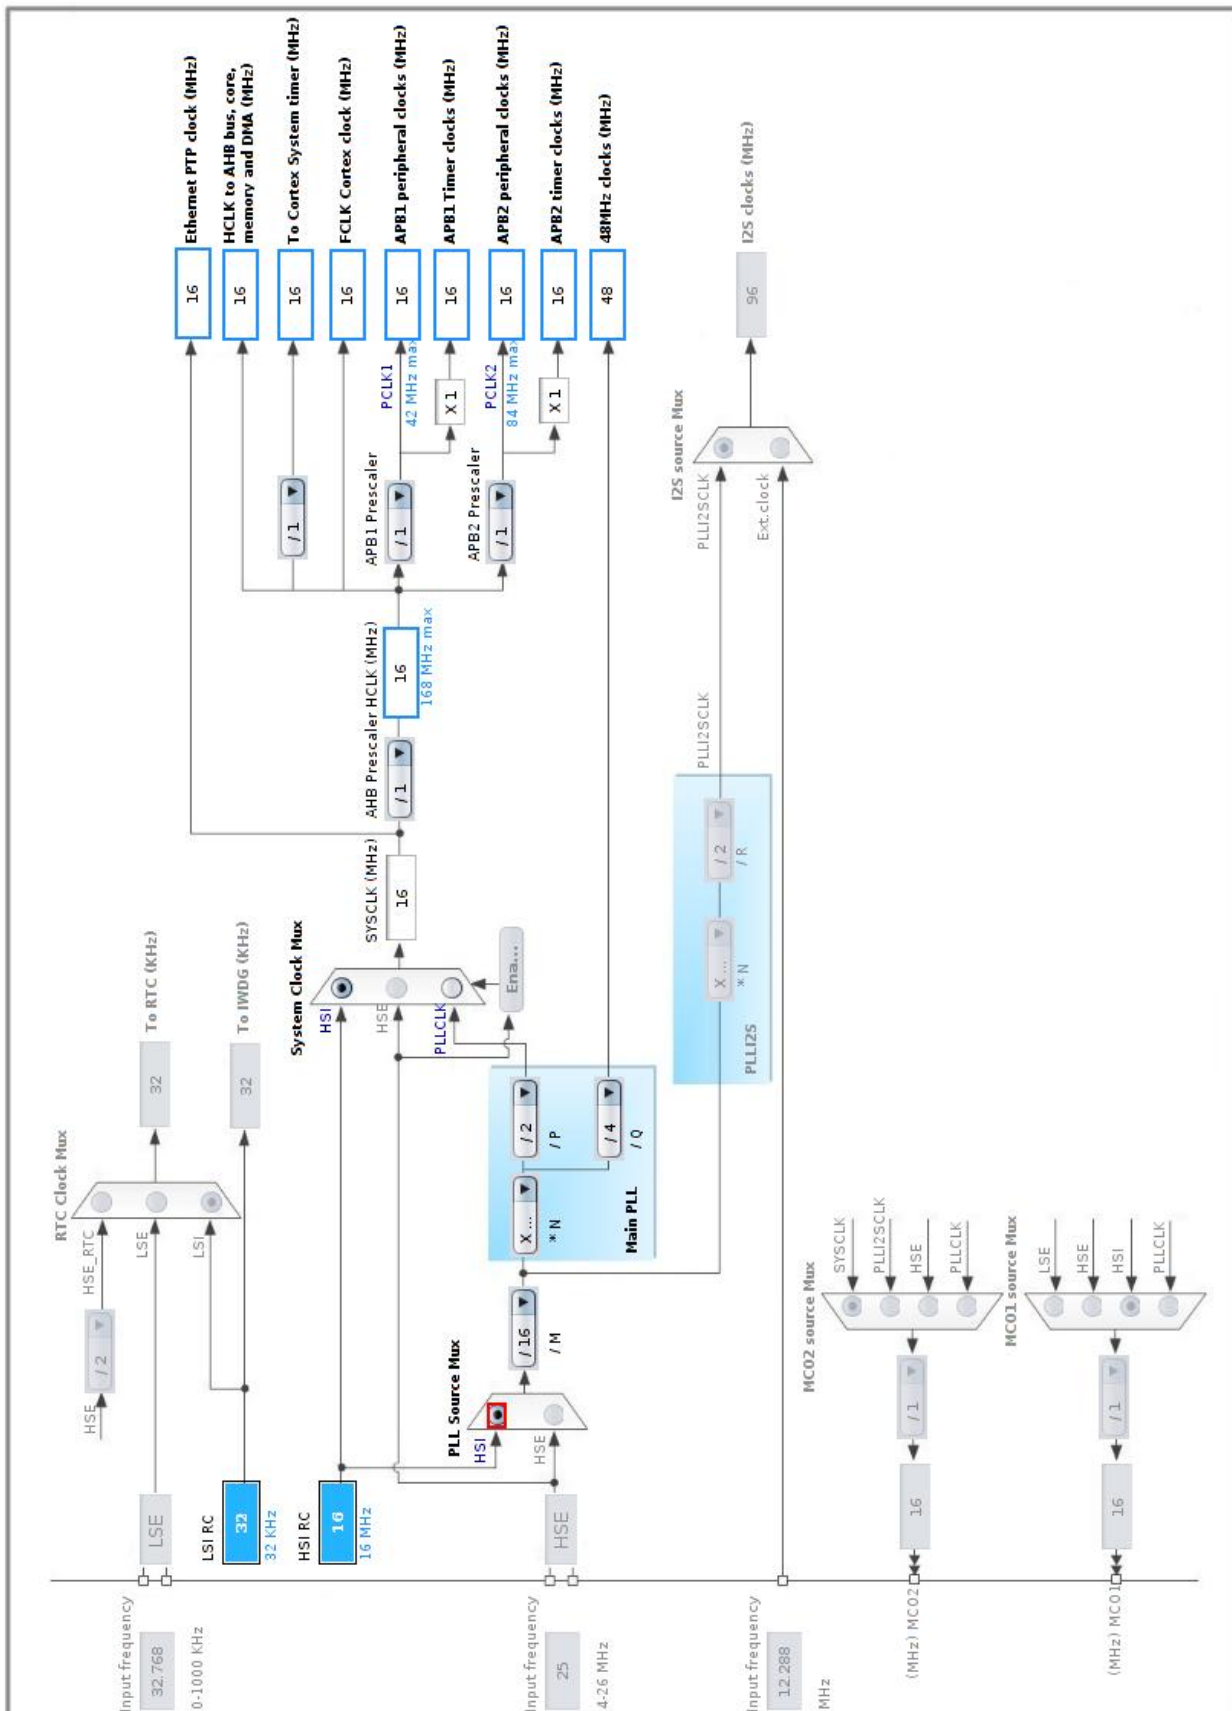 Input frequency
32.768
0-1000 KHz
LSE
LSI RC
32
32 KHz
HSI RC
16
16 MHz
Input frequency
25
4-26 MHz
HSE
Input frequency
12.288
MHz
RTC Clock Mux
HSE
/ 2
HSE_RTC
LSE
LSI
32
To RTC (KHz)
32
To IWDG (KHz)
PLL Source Mux
HSI
HSE
/ 16
/ M
X ...
* N
/ 2
/ P
/ 4
/ Q
Main PLL
System Clock Mux
HSI
HSE
PLLCLK
Ena...
SYSCLK (MHz)
16
AHB Prescaler
/ 1
HCLK (MHz)
16
168 MHz max
/ 1
APB1 Prescaler
/ 1
PCLK1
42 MHz max
X 1
APB2 Prescaler
/ 1
PCLK2
84 MHz max
X 1
16
Ethernet PTP clock (MHz)
16
HCLK to AHB bus, core,
memory and DMA (MHz)
16
To Cortex System timer (MHz)
16
FCLK Cortex clock (MHz)
16
APB1 peripheral clocks (MHz)
16
APB1 Timer clocks (MHz)
16
APB2 peripheral clocks (MHz)
16
APB2 timer clocks (MHz)
48
48MHz clocks (MHz)
PLLI2S
X ...
* N
/ 2
/ R
PLLI2SCLK
I2S source Mux
PLLI2SCLK
Ext.clock
96
I2S clocks (MHz)
MCO2 source Mux
SYSCLK
PLLI2SCLK
HSE
PLLCLK
/ 1
16
(MHz) MCO2
MCO1 source Mux
LSE
HSE
HSI
PLLCLK
/ 1
16
(MHz) MCO1